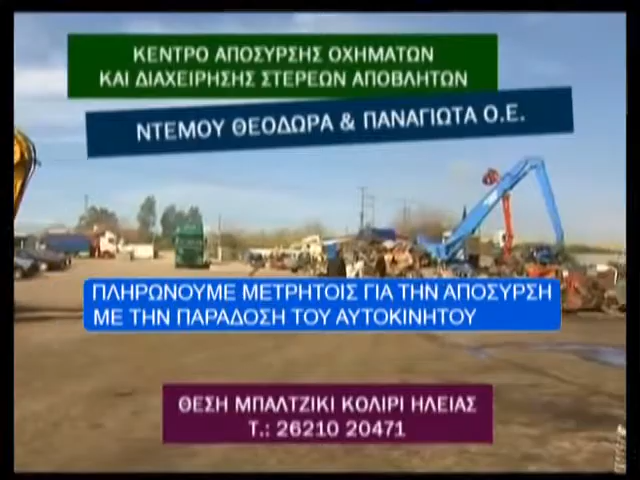 ΚΕΝΤΡΟ ΑΠΟΣΥΡΣΗΣ ΟΧΗΜΑΤΩΝ
ΚΑΙ ΔΙΑΧΕΙΡΗΣΗΣ ΣΤΕΡΕΩΝ ΑΠΟΒΛΗΤΩΝ
ΝΤΕΜΟΥ ΘΕΟΔΩΡΑ & ΠΑΝΑΓΙΩΤΑ Ο.Ε.
ΠΛΗΡΩΝΟΥΜΕ ΜΕΤΡΗΤΟΙΣ ΓΙΑ ΤΗΝ ΑΠΟΣΥΡΣΗ
ΜΕ ΤΗΝ ΠΑΡΑΔΟΣΗ ΤΟΥ ΑΥΤΟΚΙΝΗΤΟΥ
ΘΕΣΗ ΜΠΑΛΤΖΙΚΙ ΚΟΛΙΡΙ ΗΛΕΙΑΣ
Τ.: 26210 20471